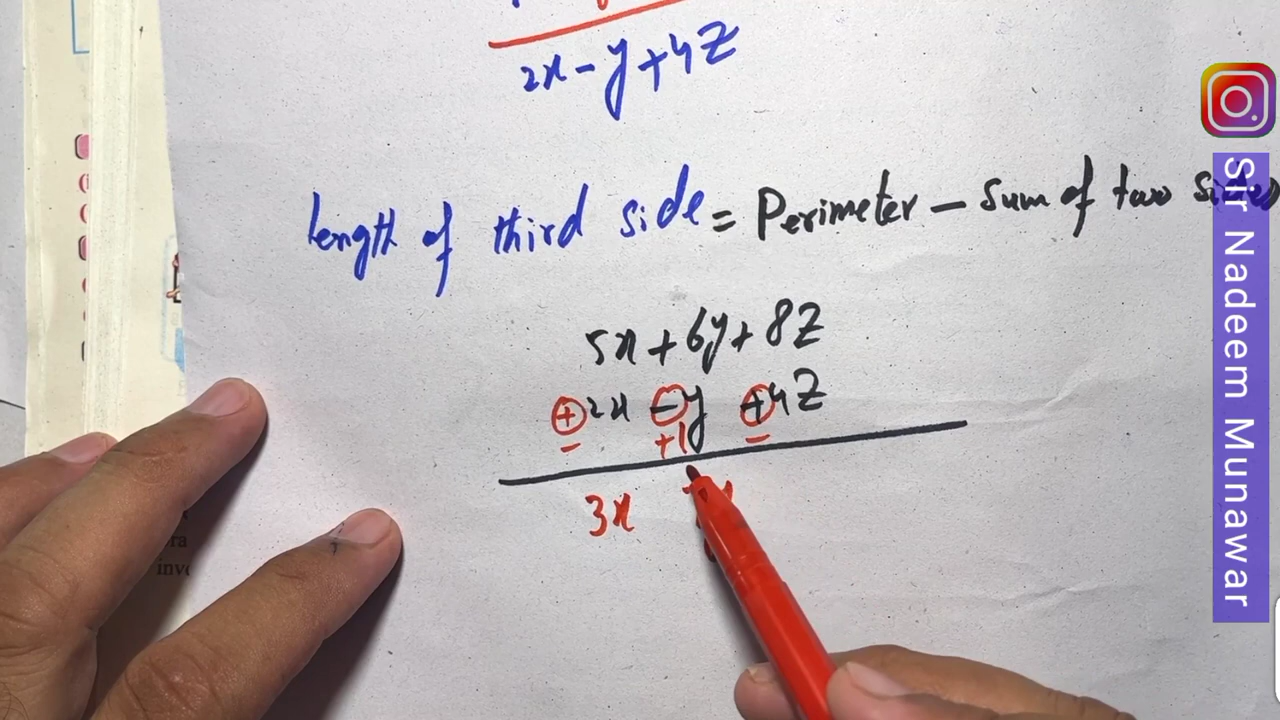 2x - y + 4Z
Length of third side = Perimeter - Sum of two sides
5x + 6y + 8Z
+ 2x - y + 4Z
- +1 -
3x
Sir Nadeem Munawar